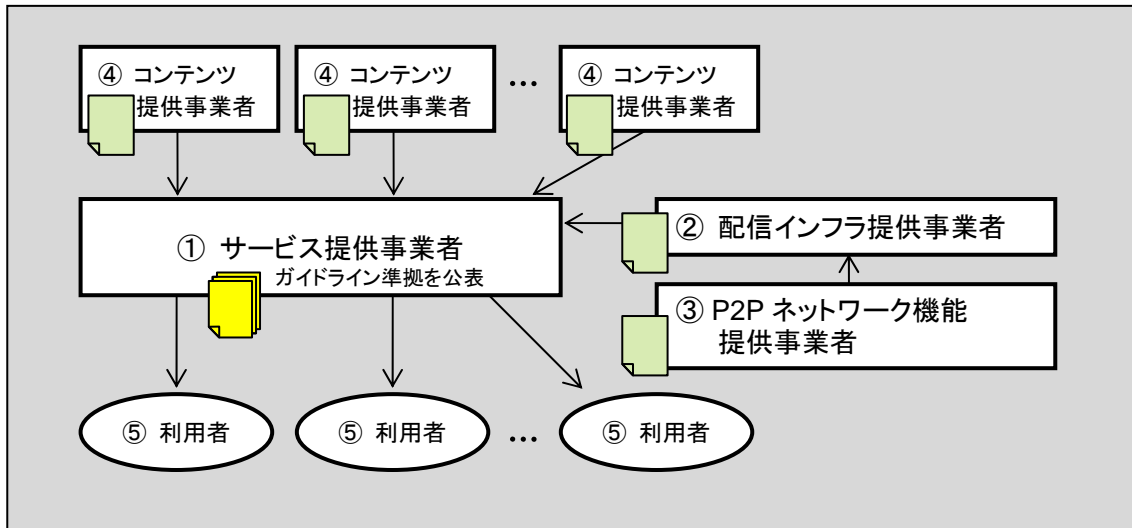 ④ コンテンツ
提供事業者
④ コンテンツ
提供事業者
…
④ コンテンツ
提供事業者
① サービス提供事業者
ガイドライン準拠を公表
② 配信インフラ提供事業者
③ P2P ネットワーク機能
提供事業者
⑤ 利用者
⑤ 利用者
…
⑤ 利用者